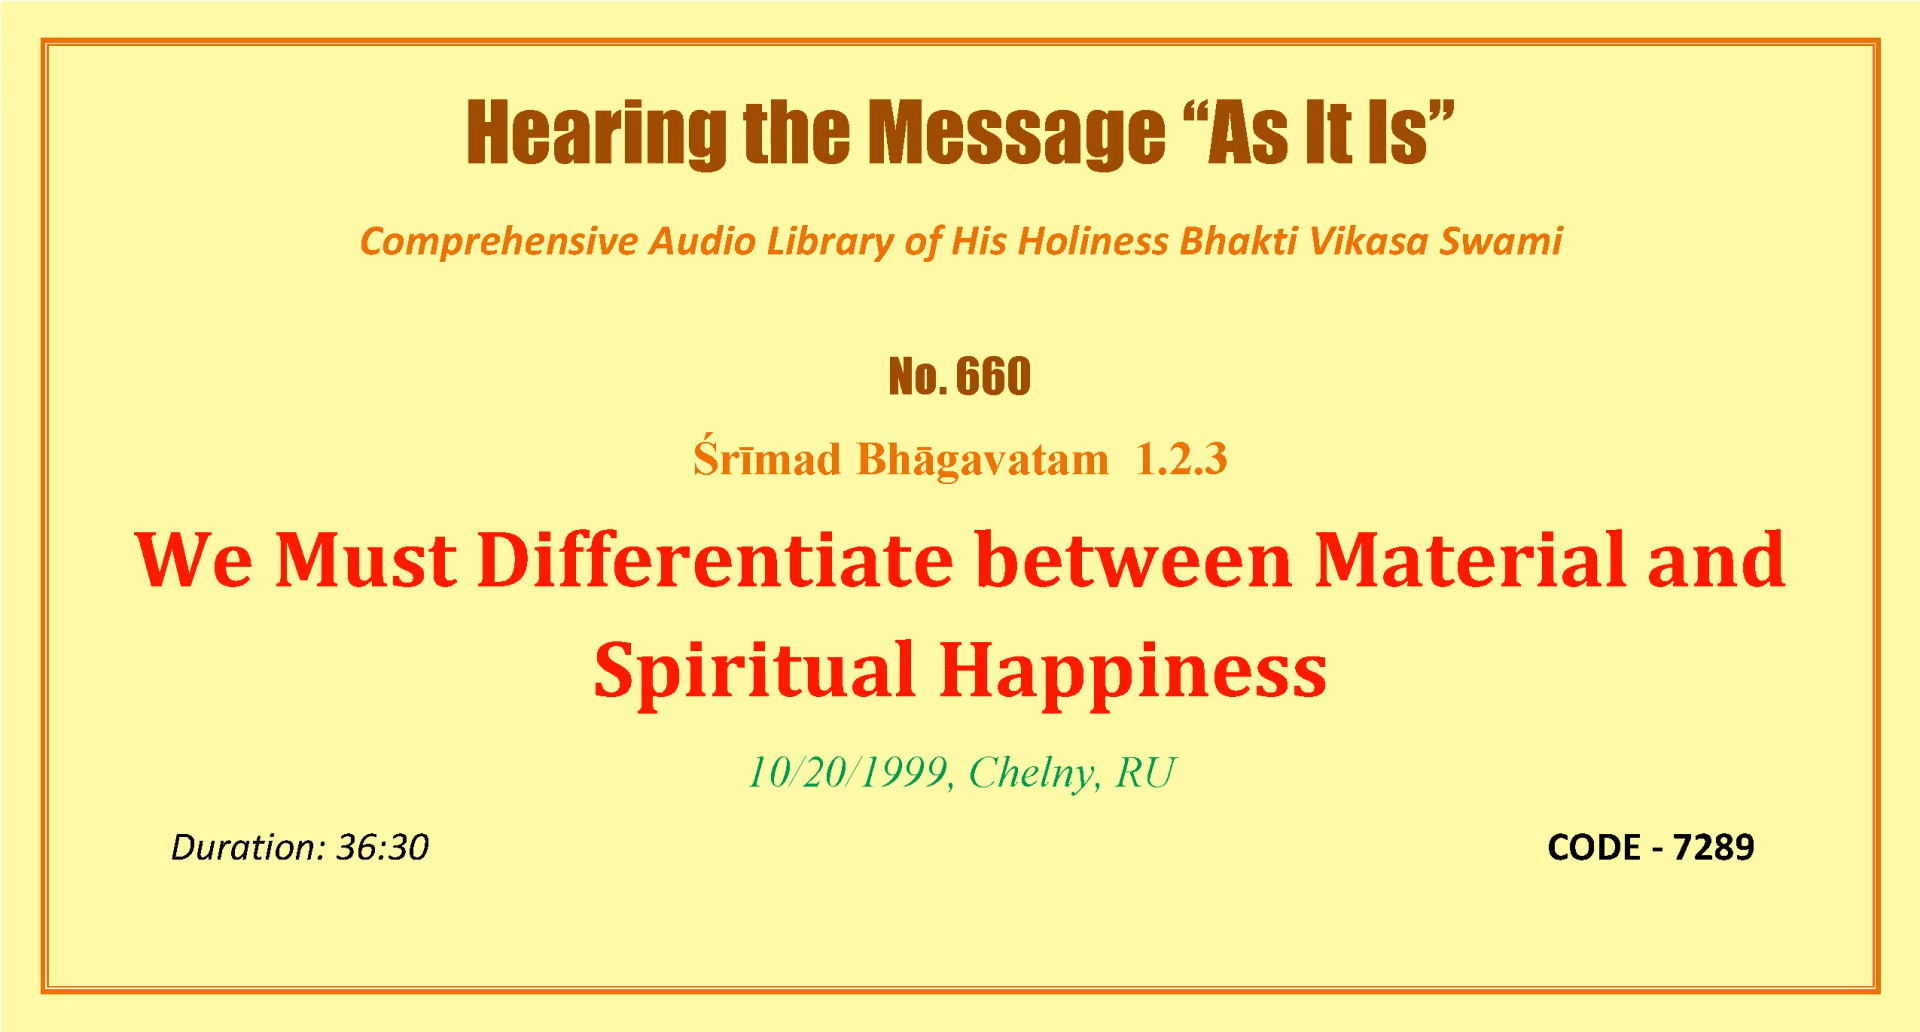 Hearing the Message “As It Is”
Comprehensive Audio Library of His Holiness Bhakti Vikasa Swami
No. 660
Śrīmad Bhāgavatam 1.2.3
We Must Differentiate between Material and
Spiritual Happiness
10/20/1999, Chelny, RU
Duration: 36:30
CODE - 7289